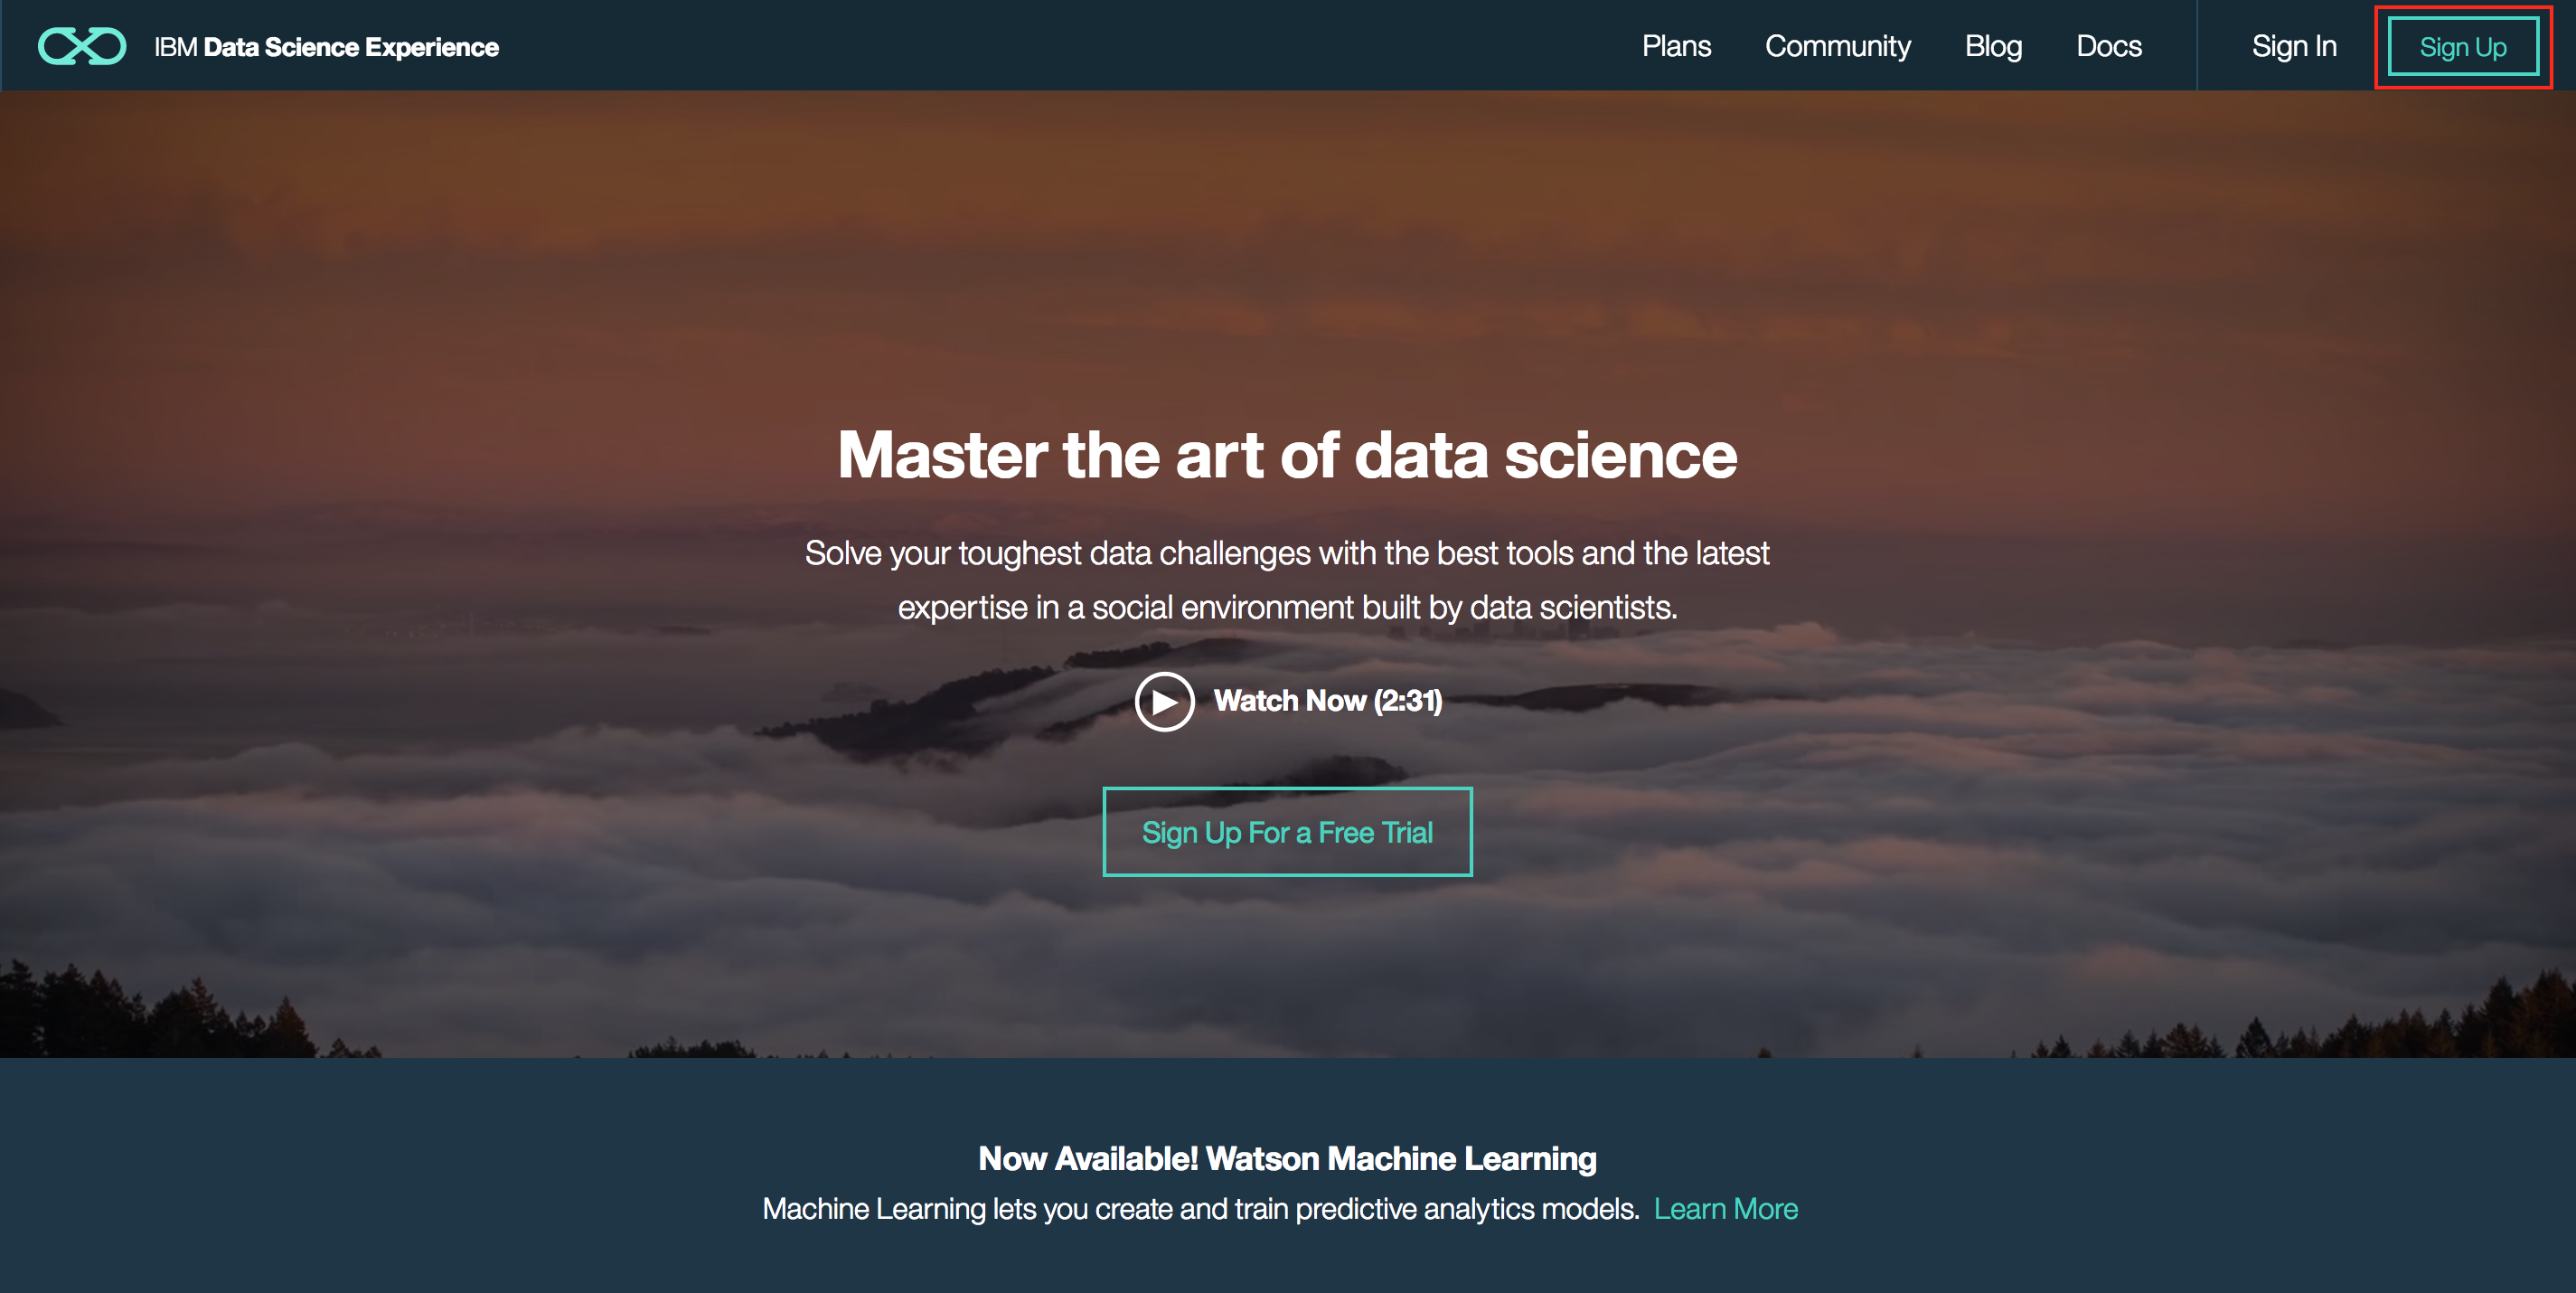 IBM Data Science Experience
Plans
Community
Blog
Docs
Sign In
Sign Up
Master the art of data science
Solve your toughest data challenges with the best tools and the latest
expertise in a social environment built by data scientists.
Watch Now (2:31)
Sign Up For a Free Trial
Now Available! Watson Machine Learning
Machine Learning lets you create and train predictive analytics models. Learn More